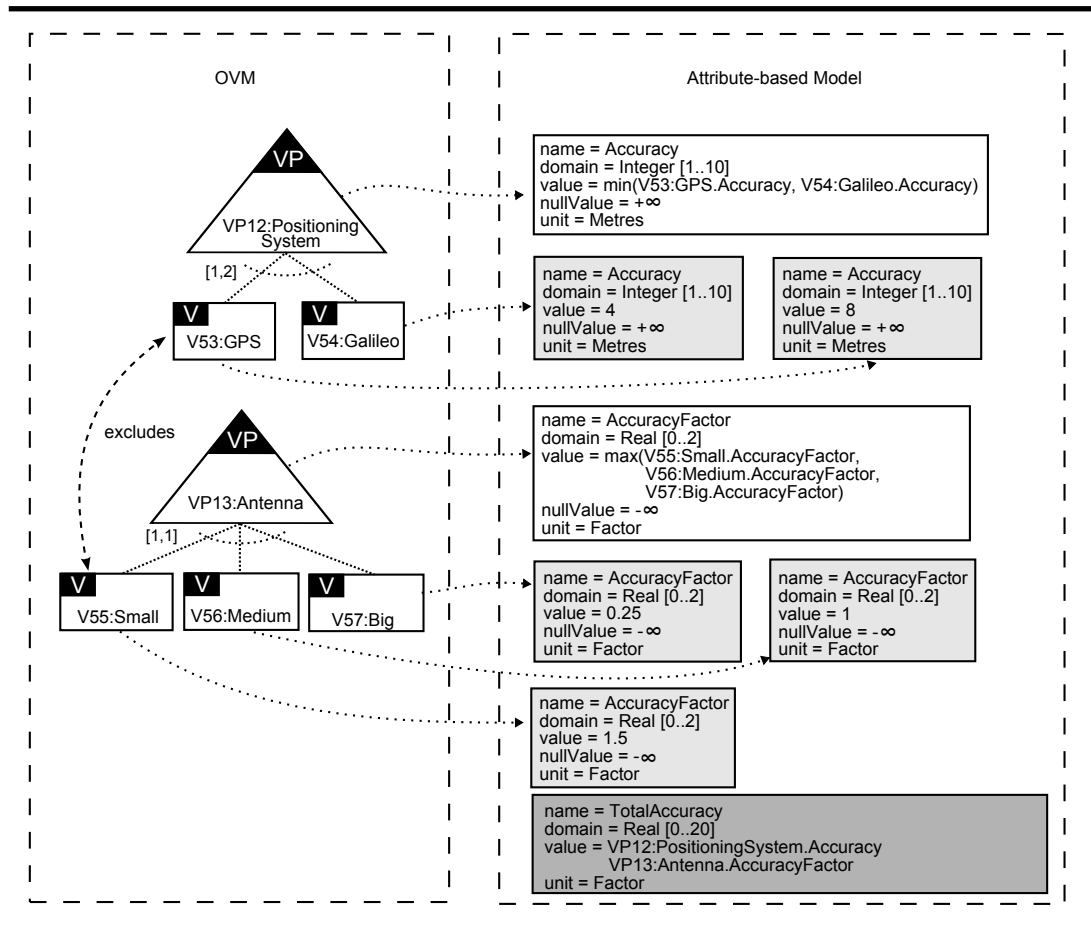 OVM
Attribute-based Model
VP
VP12:Positioning
System
[1,2]
V
V53:GPS
V
V54:Galileo
excludes
VP
VP13:Antenna
[1,1]
V
V55:Small
V
V56:Medium
V
V57:Big
name = Accuracy
domain = Integer [1..10]
value = min(V53:GPS.Accuracy, V54:Galileo.Accuracy)
nullValue = +∞
unit = Metres
name = Accuracy
domain = Integer [1..10]
value = 4
nullValue = +∞
unit = Metres
name = Accuracy
domain = Integer [1..10]
value = 8
nullValue = +∞
unit = Metres
name = AccuracyFactor
domain = Real [0..2]
value = max(V55:Small.AccuracyFactor,
V56:Medium.AccuracyFactor,
V57:Big.AccuracyFactor)
nullValue = -∞
unit = Factor
name = AccuracyFactor
domain = Real [0..2]
value = 0.25
nullValue = -∞
unit = Factor
name = AccuracyFactor
domain = Real [0..2]
value = 1
nullValue = -∞
unit = Factor
name = AccuracyFactor
domain = Real [0..2]
value = 1.5
nullValue = -∞
unit = Factor
name = TotalAccuracy
domain = Real [0..20]
value = VP12:PositioningSystem.Accuracy
VP13:Antenna.AccuracyFactor
unit = Factor